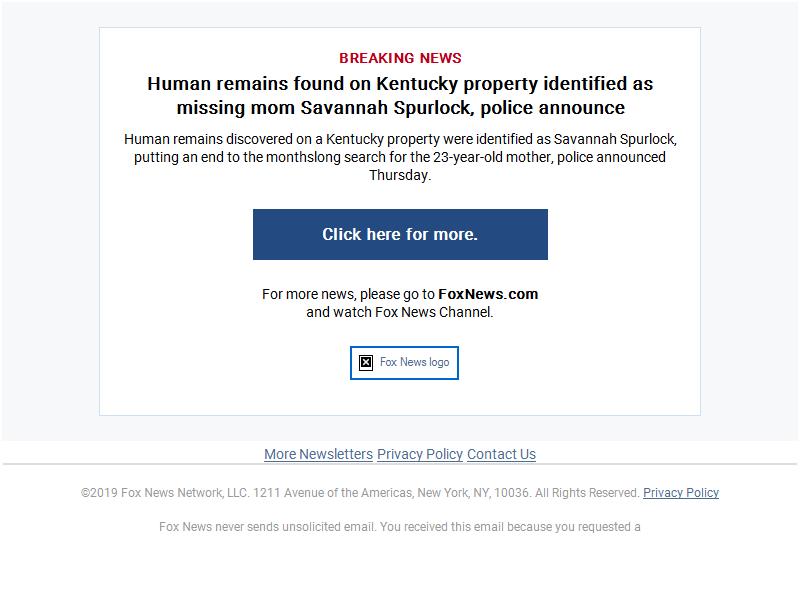 BREAKING NEWS
Human remains found on Kentucky property identified as
missing mom Savannah Spurlock, police announce
Human remains discovered on a Kentucky property were identified as Savannah Spurlock,
putting an end to the monthslong search for the 23-year-old mother, police announced
Thursday.
Click here for more.
For more news, please go to FoxNews.com
and watch Fox News Channel.
Fox News logo
More Newsletters Privacy Policy Contact Us
©2019 Fox News Network, LLC. 1211 Avenue of the Americas, New York, NY, 10036. All Rights Reserved. Privacy Policy
Fox News never sends unsolicited email. You received this email because you requested a